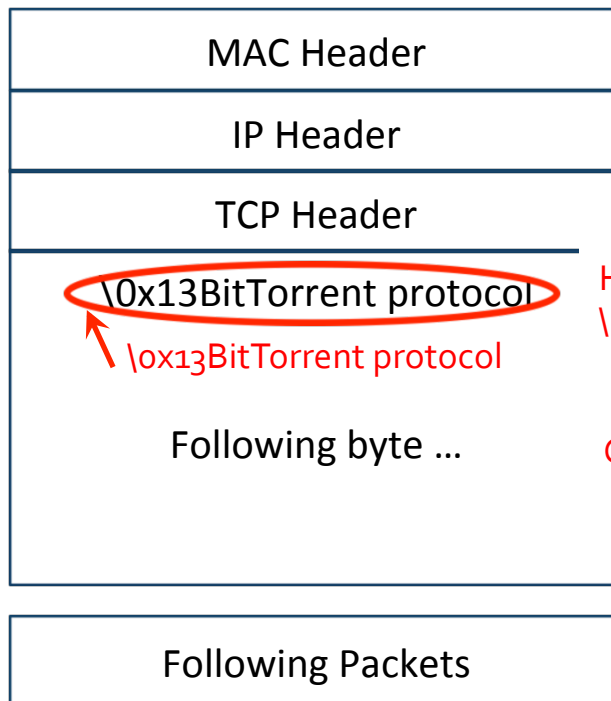 MAC Header
IP Header
TCP Header
\0x13BitTorrent protocol
\0x13BitTorrent protocol
Following byte ...
Following Packets